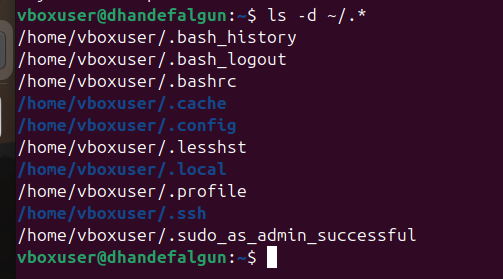 vboxuser@dhandefalgun:~$ ls -d ~/.*
/home/vboxuser/.bash_history
/home/vboxuser/.bash_logout
/home/vboxuser/.bashrc
/home/vboxuser/.cache
/home/vboxuser/.config
/home/vboxuser/.lesshst
/home/vboxuser/.local
/home/vboxuser/.profile
/home/vboxuser/.ssh
/home/vboxuser/.sudo_as_admin_successful
vboxuser@dhandefalgun:~$